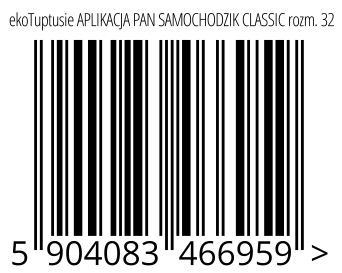 ekoTuptusie APLIKACJA PAN SAMOCHODZIK CLASSIC rozm. 32
5 904083 466959 >